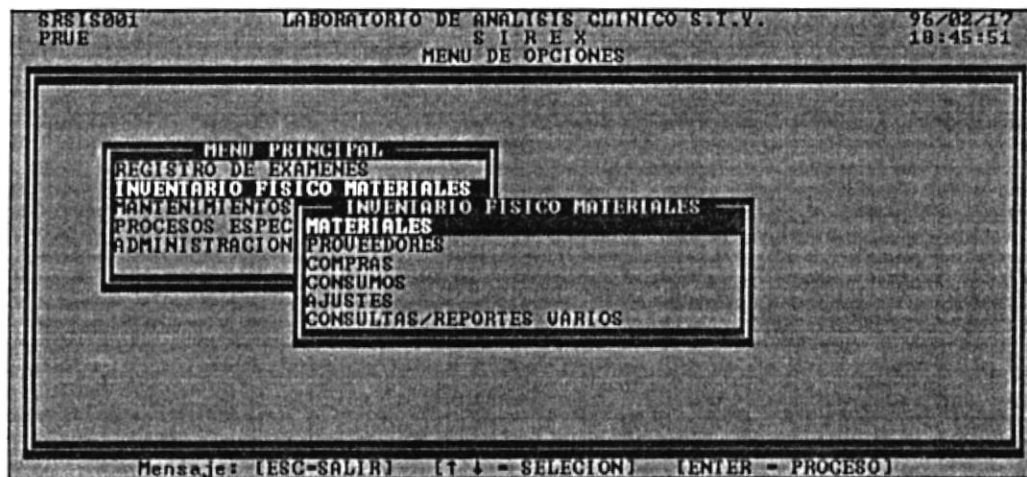 SRSIS001 LABORATORIO DE ANALISIS CLINICO S.T.V. 96/02/17
PRUE S I R E X 18:45:51
MENU DE OPCIONES
MENU PRINCIPAL
REGISTRO DE EXAMENES
INVENTARIO FISICO MATERIALES
MANTENIMIENTOS
PROCESOS ESPEC
ADMINISTRACION
INVENTARIO FISICO MATERIALES
MATERIALES
PROVEEDORES
COMPRAS
CONSUMOS
AJUSTES
CONSULTAS/REPORTES VARIOS
Mensaje: [ESC-SALIR] [↑ ↓ - SELECION] [ENTER - PROCESO]